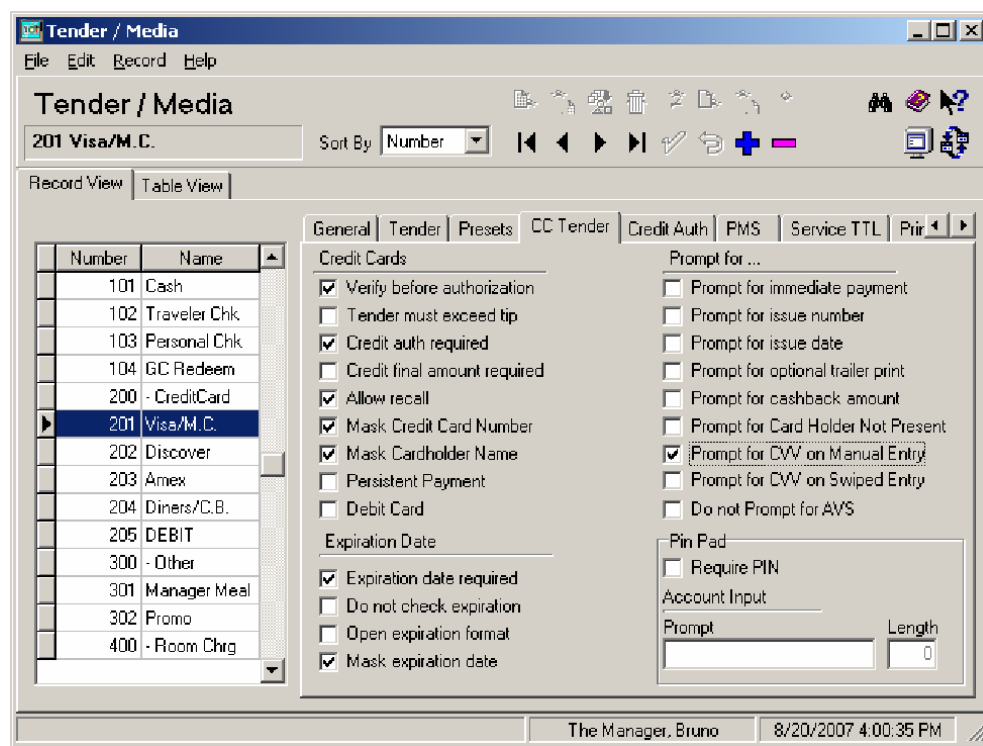 Tender / Media
File Edit Record Help
Tender / Media
201 Visa/M.C.
Sort By Number
Record View Table View
General Tender Presets CC Tender Credit Auth PMS Service TTL Prir
Number Name
101 Cash
102 Traveler Chk
103 Personal Chk
104 GC Redeem
200 - CreditCard
201 Visa/M.C.
202 Discover
203 Amex
204 Diners/C.B.
205 DEBIT
300 - Other
301 Manager Meal
302 Promo
400 - Room Chrg
Credit Cards
Verify before authorization
Tender must exceed tip
Credit auth required
Credit final amount required
Allow recall
Mask Credit Card Number
Mask Cardholder Name
Persistent Payment
Debit Card
Expiration Date
Expiration date required
Do not check expiration
Open expiration format
Mask expiration date
Prompt for ...
Prompt for immediate payment
Prompt for issue number
Prompt for issue date
Prompt for optional trailer print
Prompt for cashback amount
Prompt for Card Holder Not Present
Prompt for CVV on Manual Entry
Prompt for CVV on Swiped Entry
Do not Prompt for AVS
Pin Pad
Require PIN
Account Input
Prompt Length
0
The Manager, Bruno 8/20/2007 4:00:35 PM